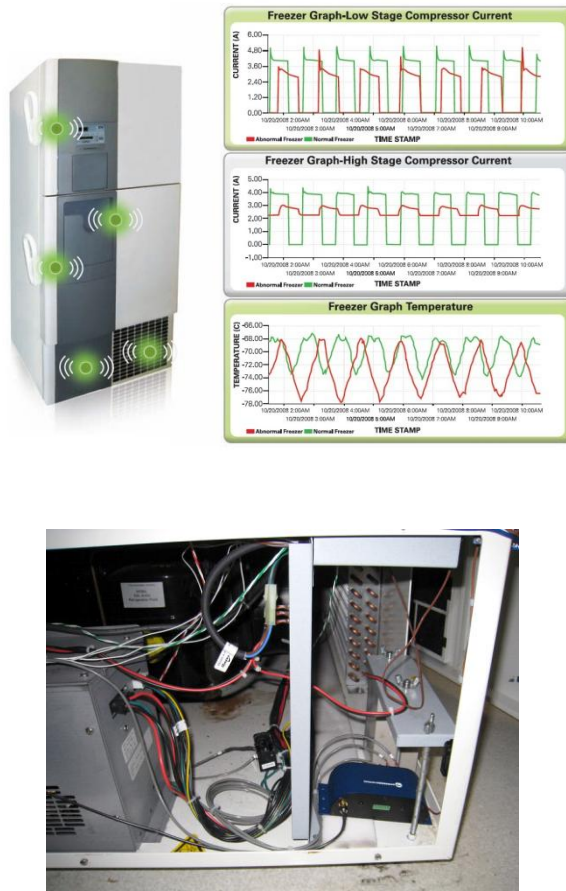 Freezer Graph-Low Stage Compressor Current
CURRENT (A)
6.00
4.80
3.60
2.40
1.20
0.00
10/20/2008 2:00AM 10/20/2008 4:00AM 10/20/2008 6:00AM 10/20/2008 8:00AM 10/20/2008 10:00AM
10/20/2008 3:00AM 10/20/2008 5:00AM 10/20/2008 7:00AM 10/20/2008 9:00AM
Abnormal Freezer Normal Freezer TIME STAMP
Freezer Graph-High Stage Compressor Current
CURRENT (A)
5.00
4.00
3.00
2.00
1.00
0.00
-1,00
10/20/2008 2:00AM 10/20/2008 4:00AM 10/20/2008 6:00AM 10/20/2008 8:00AM 10/20/2008 10:00AM
10/20/2008 3:00AM 10/20/2008 5:00AM 10/20/2008 7:00AM 10/20/2008 9:00AM
Abnormal Freezer Normal Freezer TIME STAMP
Freezer Graph Temperature
TEMPERATURE (C)
-66.00
-68.00
-70.00
-72.00
-74.00
-76.00
-78.00
10/20/2008 2:00AM 10/20/2008 4:00AM 10/20/2008 6:00AM 10/20/2008 8:00AM 10/20/2008 10:00AM
10/20/2008 3:00AM 10/20/2008 5:00AM 10/20/2008 7:00AM 10/20/2008 9:00AM
Abnormal Freezer Normal Freezer TIME STAMP